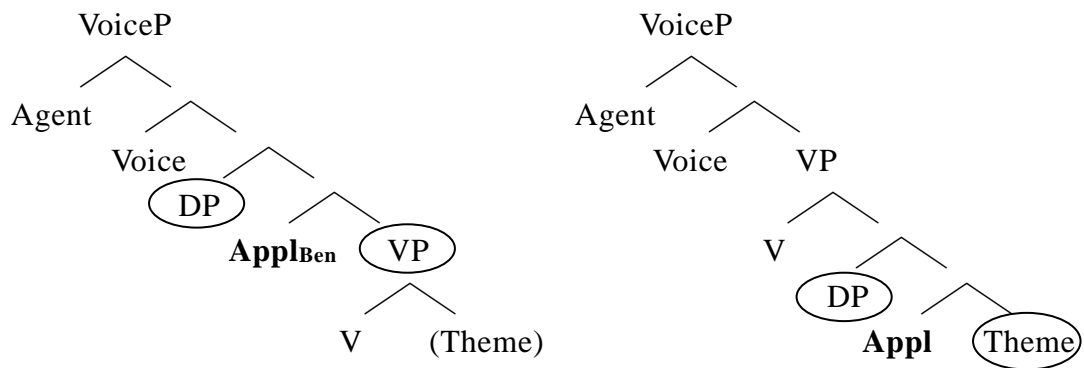 VoiceP VoiceP
Agent Agent
Voice Voice VP
DP
ApplBen VP V
DP
V (Theme) Appl Theme